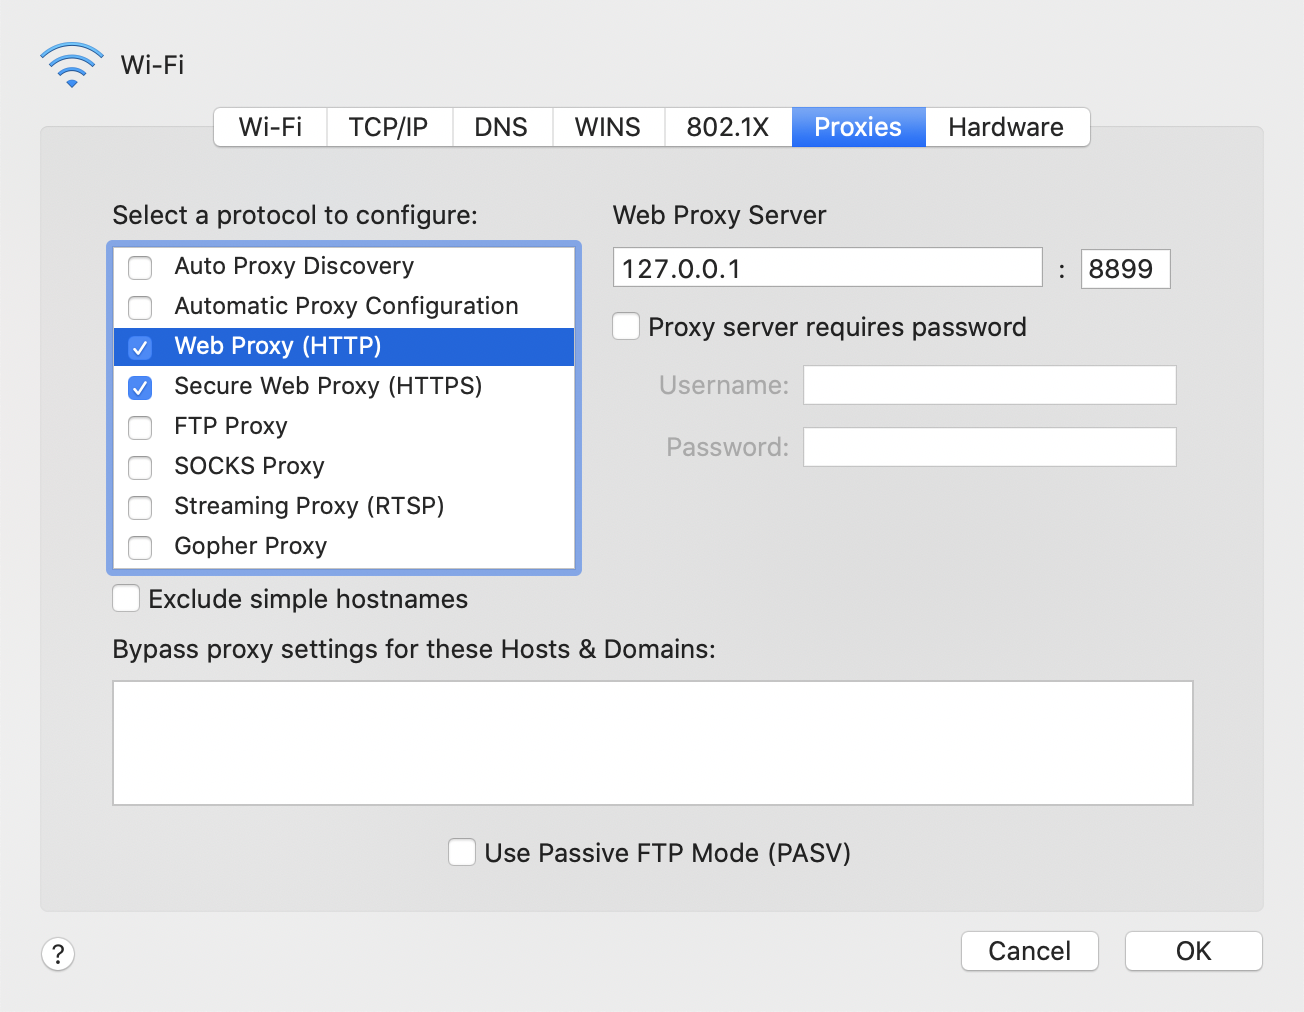 Wi-Fi
Wi-Fi TCP/IP DNS WINS 802.1X Proxies Hardware
Select a protocol to configure:
Auto Proxy Discovery
Automatic Proxy Configuration
Web Proxy (HTTP)
Secure Web Proxy (HTTPS)
FTP Proxy
SOCKS Proxy
Streaming Proxy (RTSP)
Gopher Proxy
Web Proxy Server
127.0.0.1 : 8899
Proxy server requires password
Username:
Password:
Exclude simple hostnames
Bypass proxy settings for these Hosts & Domains:
Use Passive FTP Mode (PASV)
? Cancel OK